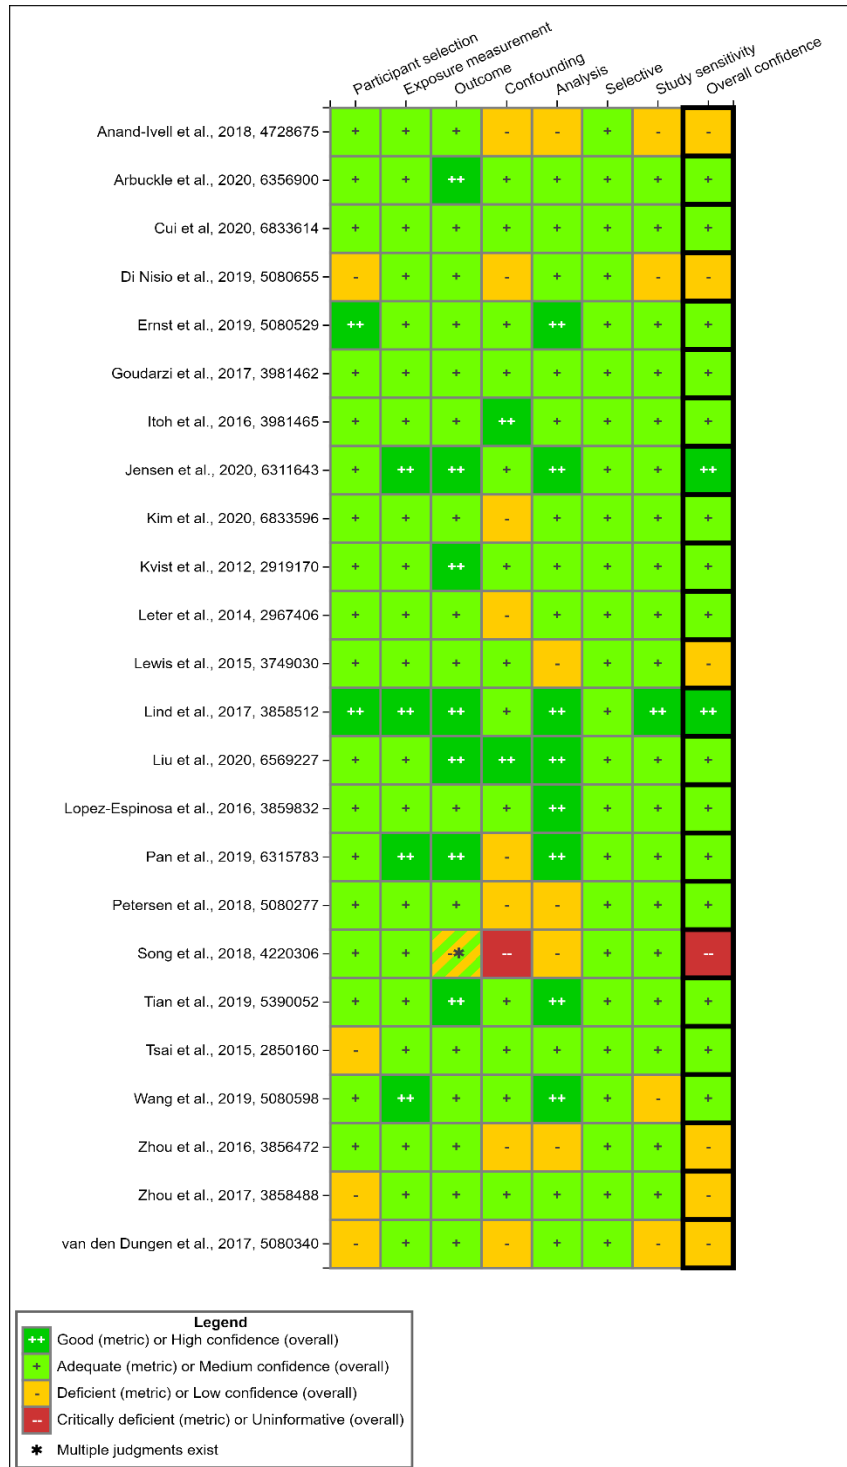 Participant selection
Exposure measurement
Outcome
Confounding
Analysis
Selective
Study sensitivity
Overall confidence
Anand-Ivell et al., 2018, 4728675 + + + - - + - -
Arbuckle et al., 2020, 6356900 + + ++ + + + + +
Cui et al, 2020, 6833614 + + + + + + + +
Di Nisio et al., 2019, 5080655 - + + - + + - -
Ernst et al., 2019, 5080529 ++ + + + ++ + + +
Goudarzi et al., 2017, 3981462 + + + + + + + +
Itoh et al., 2016, 3981465 + + + ++ + + + +
Jensen et al., 2020, 6311643 + ++ ++ + ++ + + ++
Kim et al., 2020, 6833596 + + + - + + + +
Kvist et al., 2012, 2919170 + + ++ + + + + +
Leter et al., 2014, 2967406 + + + - + + + +
Lewis et al., 2015, 3749030 + + + + - + + -
Lind et al., 2017, 3858512 ++ ++ ++ + ++ + ++ ++
Liu et al., 2020, 6569227 + + ++ ++ ++ + + +
Lopez-Espinosa et al., 2016, 3859832 + + + + ++ + + +
Pan et al., 2019, 6315783 + ++ ++ - ++ + + +
Petersen et al., 2018, 5080277 + + + - - + + +
Song et al., 2018, 4220306 + + -✱ -- - + + --
Tian et al., 2019, 5390052 + + ++ + ++ + + +
Tsai et al., 2015, 2850160 - + + + + + + +
Wang et al., 2019, 5080598 + ++ + + ++ + - +
Zhou et al., 2016, 3856472 + + + - - + + -
Zhou et al., 2017, 3858488 - + + + + + + -
van den Dungen et al., 2017, 5080340 - + + - + + - -
Legend
++ Good (metric) or High confidence (overall)
+ Adequate (metric) or Medium confidence (overall)
- Deficient (metric) or Low confidence (overall)
-- Critically deficient (metric) or Uninformative (overall)
✱ Multiple judgments exist